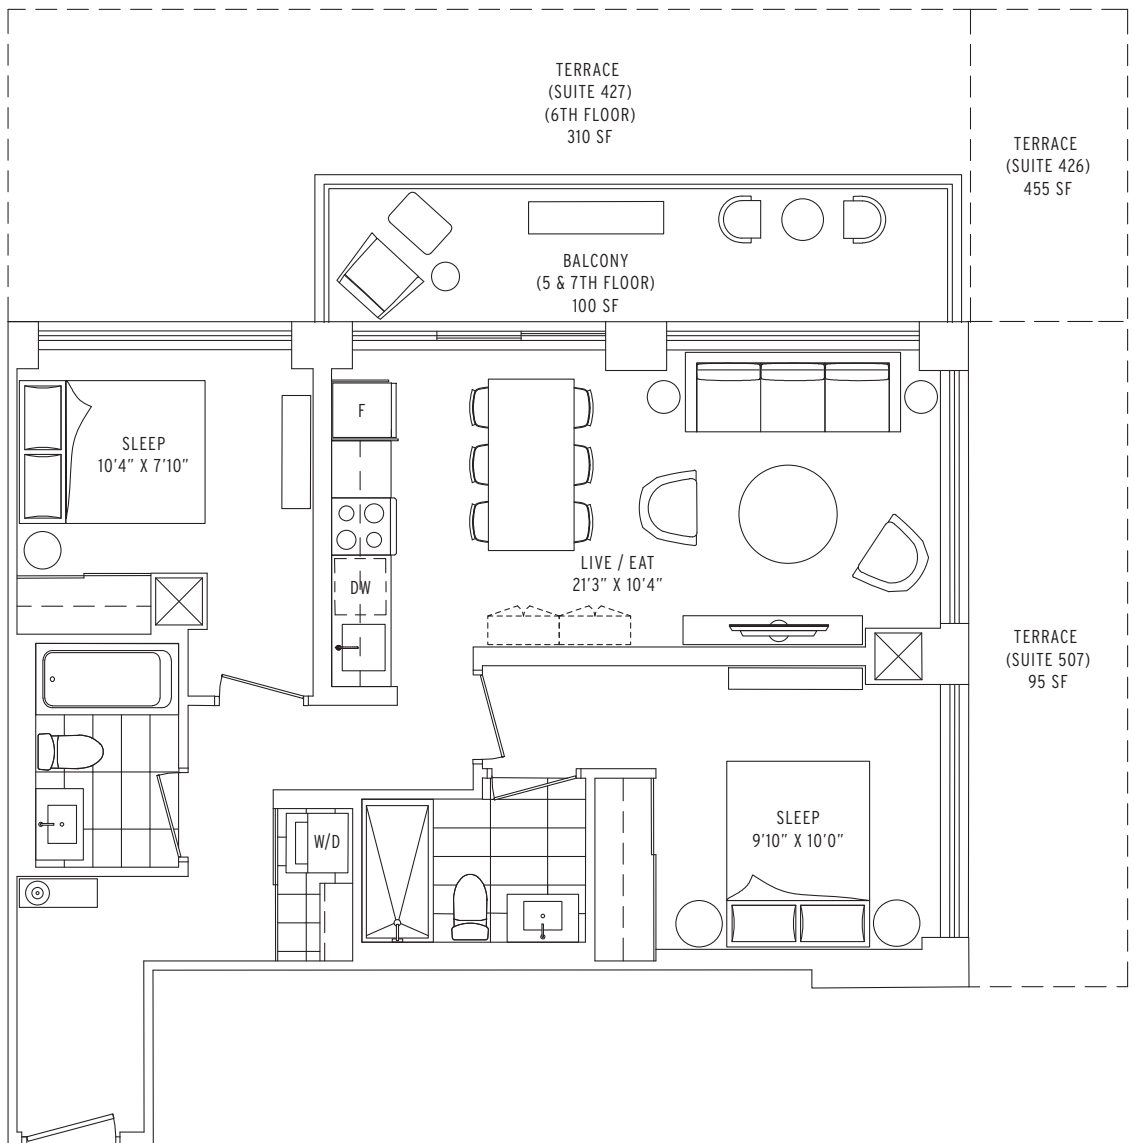 TERRACE
(SUITE 427)
(6TH FLOOR)
310 SF
TERRACE
(SUITE 426)
455 SF
BALCONY
(5 & 7TH FLOOR)
100 SF
F
SLEEP
10'4" X 7'10"
LIVE / EAT
21'3" X 10'4"
DW
TERRACE
(SUITE 507)
95 SF
W/D
SLEEP
9'10" X 10'0"